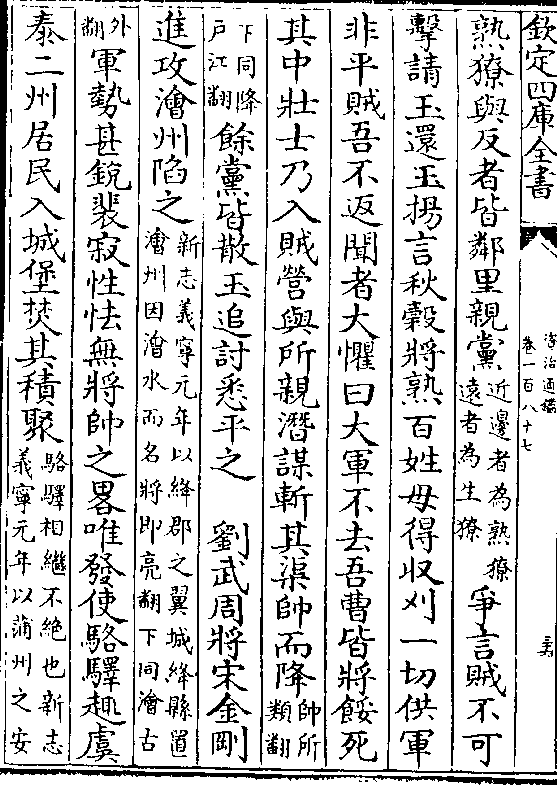 欽定四庫全書
資治通鑑
卷一百八十七
熟獠與反者皆鄰里親黨近邊者為熟獠遠者為生獠爭言賊不可
擊請玉還玉揚言秋穀將熟百姓毋得收刈一切供軍
非平賊吾不返聞者大懼曰大軍不去吾曹皆將餒死
其中壯士乃入賊營與所親潛謀斬其渠帥而降帥所類翻
下同降戶江翻餘黨皆散玉追討悉平之 劉武周將宋金剛
進攻澮州陷之新志義寧元年以絳郡之翼城絳縣置澮州因澮水而名將即亮翻下同澮古
外翻軍勢甚銳裴寂性怯無將帥之畧唯發使駱驛趣虞
泰二州居民入城堡焚其積聚駱驛相繼不絕也新志義寧元年以蒲州之安